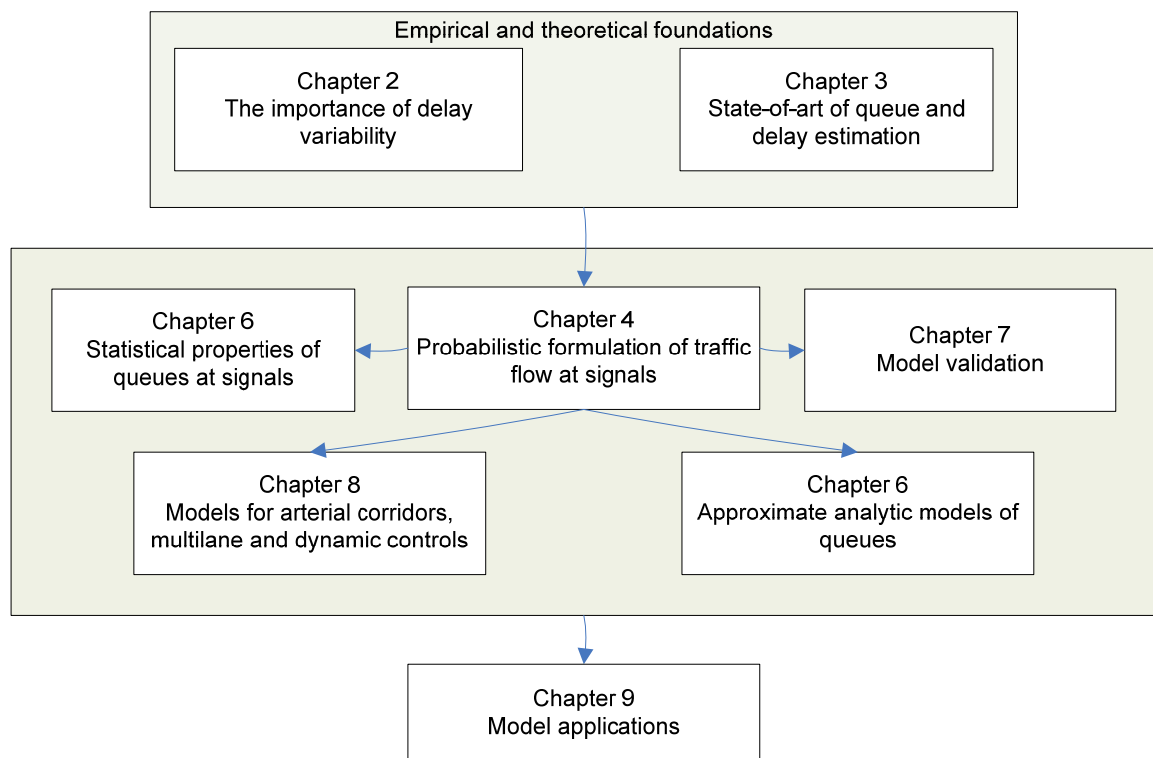 Empirical and theoretical foundations
Chapter 2
The importance of delay
variability
Chapter 3
State-of-art of queue and
delay estimation
Chapter 6
Statistical properties of
queues at signals
Chapter 4
Probabilistic formulation of traffic
flow at signals
Chapter 7
Model validation
Chapter 8
Models for arterial corridors,
multilane and dynamic controls
Chapter 6
Approximate analytic models of
queues
Chapter 9
Model applications